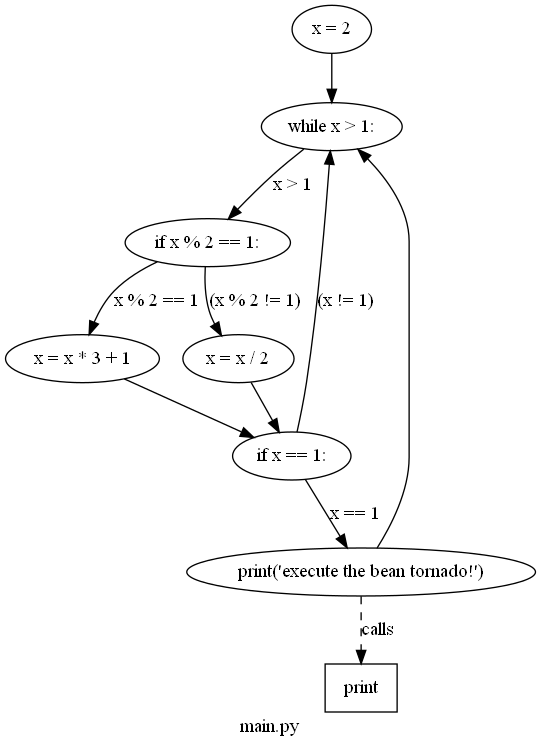 x = 2
while x > 1:
x > 1
if x % 2 == 1:
x % 2 == 1
(x % 2 != 1)
(x != 1)
x = x * 3 + 1
x = x / 2
if x == 1:
x == 1
print('execute the bean tornado!')
calls
print
main.py